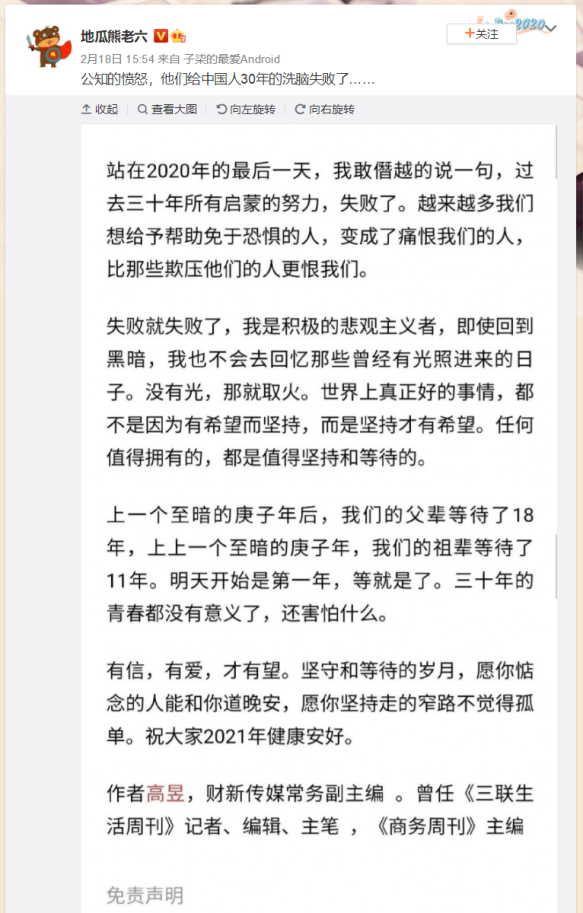 地瓜熊老六
+关注
2月18日 15:54 来自 子柒的最爱Android
公知的愤怒，他们给中国人30年的洗脑失败了……
收起 查看大图 向左旋转 向右旋转
站在2020年的最后一天，我敢僭越的说一句，过
去三十年所有启蒙的努力，失败了。越来越多我们
想给予帮助免于恐惧的人，变成了痛恨我们的人，
比那些欺压他们的人更恨我们。
失败就失败了，我是积极的悲观主义者，即使回到
黑暗，我也不会去回忆那些曾经有光照进来的日
子。没有光，那就取火。世界上真正好的事情，都
不是因为有希望而坚持，而是坚持才有希望。任何
值得拥有的，都是值得坚持和等待的。
上一个至暗的庚子年后，我们的父辈等待了18
年，上上一个至暗的庚子年，我们的祖辈等待了
11年。明天开始是第一年，等就是了。三十年的
青春都没有意义了，还害怕什么。
有信，有爱，才有望。坚守和等待的岁月，愿你惦
念的人能和你道晚安，愿你坚持走的窄路不觉得孤
单。祝大家2021年健康安好。
作者高昱，财新传媒常务副主编 。曾任《三联生
活周刊》记者、编辑、主笔 ，《商务周刊》主编
免责声明